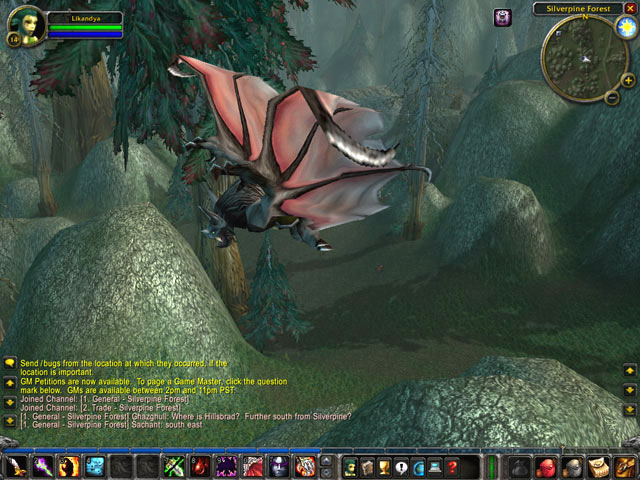 Likandya
14
Silverpine Forest
N
Send /bugs from the location at which they occurred, if the
location is important.
GM Petitions are now available. To page a Game Master, click the question
mark below. GMs are available between 2pm and 11pm PST.
Joined Channel: [1. General - Silverpine Forest]
Joined Channel: [2. Trade - Silverpine Forest]
[1. General - Silverpine Forest] Ghazghull: Where is Hillsbrad? Further south from Silverpine?
[1. General - Silverpine Forest] Sachant: south east